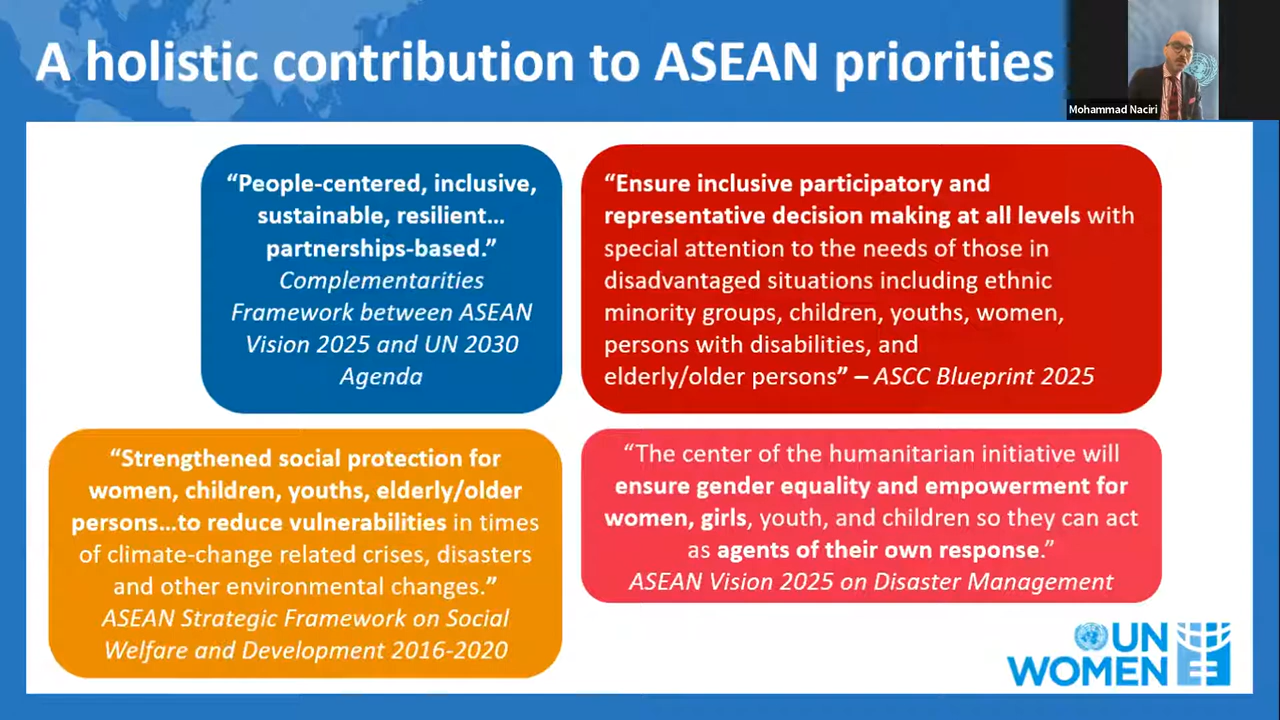 A holistic contribution to ASEAN priorities
Mohammad Naciri
“People-centered, inclusive,
sustainable, resilient…
partnerships-based.”
Complementarities
Framework between ASEAN
Vision 2025 and UN 2030
Agenda
“Ensure inclusive participatory and
representative decision making at all levels with
special attention to the needs of those in
disadvantaged situations including ethnic
minority groups, children, youths, women,
persons with disabilities, and
elderly/older persons” – ASCC Blueprint 2025
“Strengthened social protection for
women, children, youths, elderly/older
persons…to reduce vulnerabilities in times
of climate-change related crises, disasters
and other environmental changes.”
ASEAN Strategic Framework on Social
Welfare and Development 2016-2020
“The center of the humanitarian initiative will
ensure gender equality and empowerment for
women, girls, youth, and children so they can act
as agents of their own response.”
ASEAN Vision 2025 on Disaster Management
UN
WOMEN